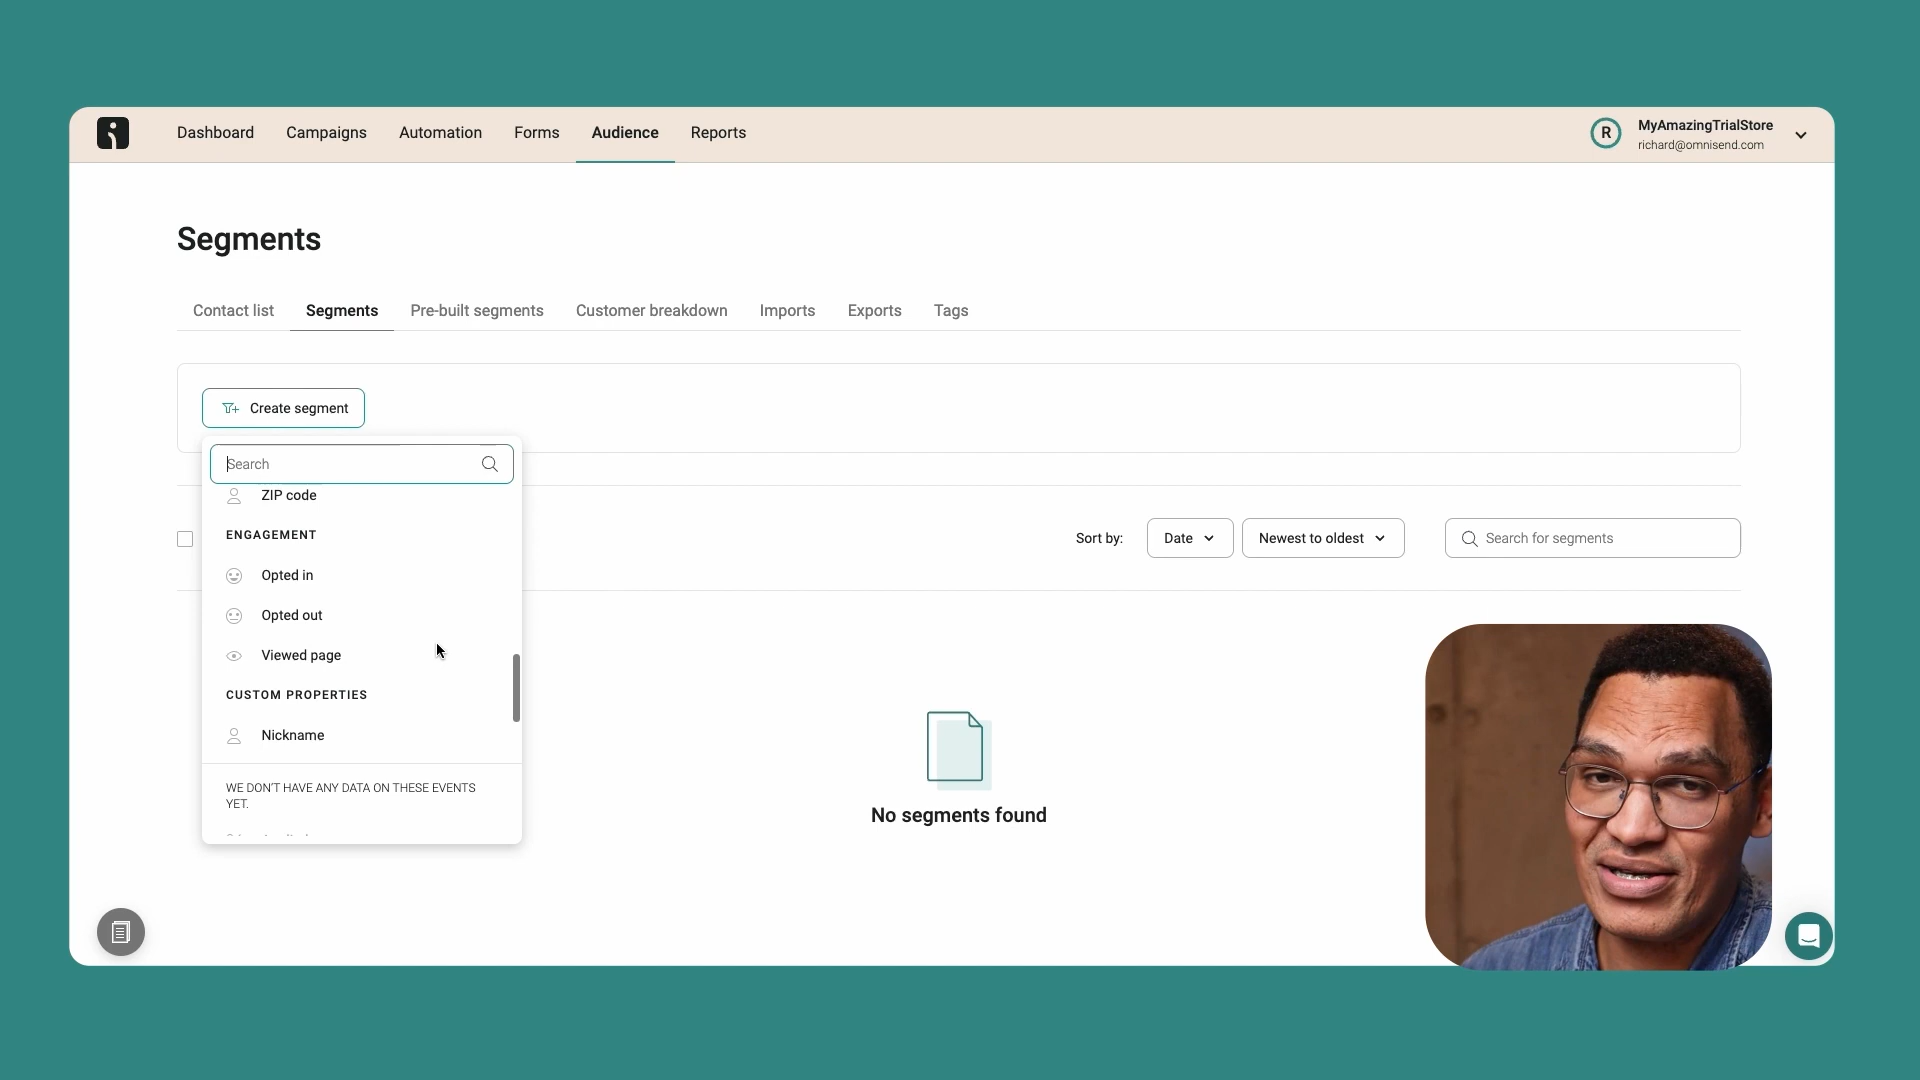 Dashboard Campaigns Automation Forms Audience Reports
R MyAmazingTrialStore
richard@omnisend.com
Segments
Contact list Segments Pre-built segments Customer breakdown Imports Exports Tags
Create segment
Search
ZIP code
ENGAGEMENT
Opted in
Opted out
Viewed page
CUSTOM PROPERTIES
Nickname
WE DON'T HAVE ANY DATA ON THESE EVENTS
YET.
Sort by: Date Newest to oldest Search for segments
No segments found